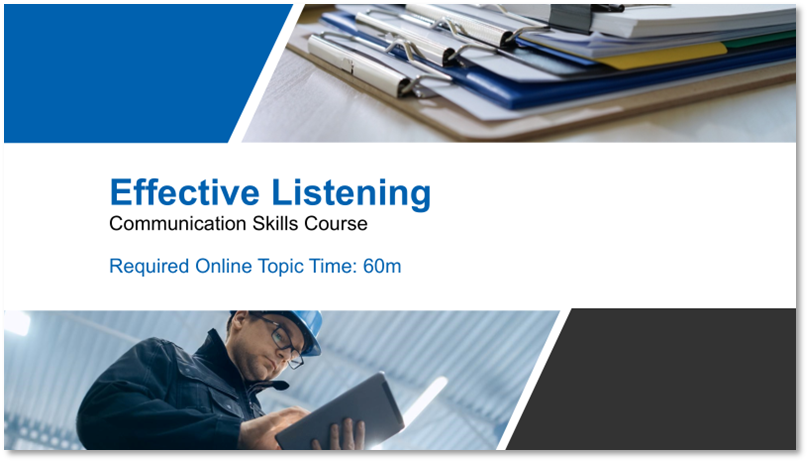 Effective Listening
Communication Skills Course
Required Online Topic Time: 60m